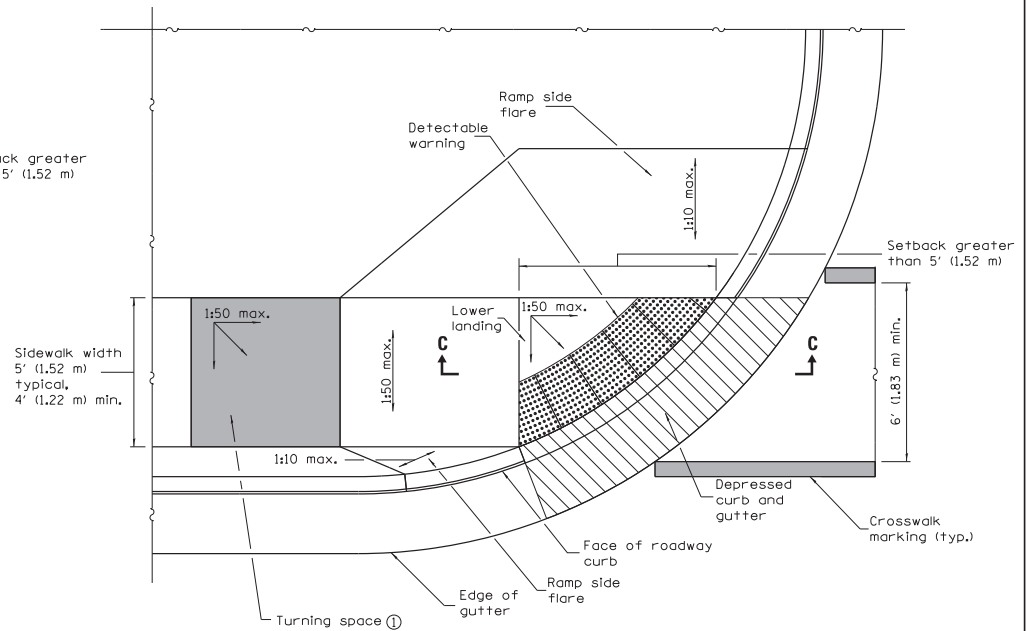 Ramp side
flare
Detectable
warning
ck greater
5' (1.52 m)
1:10 max.
Setback greater
than 5' (1.52 m)
1:50 max.
Lower
landing
1:50 max.
Sidewalk width
5' (1.52 m)
typical,
4' (1.22 m) min.
1:50 max.
C
C
6' (1.83 m) min.
1:10 max.
Depressed
curb and
gutter
Crosswalk
marking (typ.)
Face of roadway
curb
Ramp side
flare
Edge of
gutter
Turning space ①